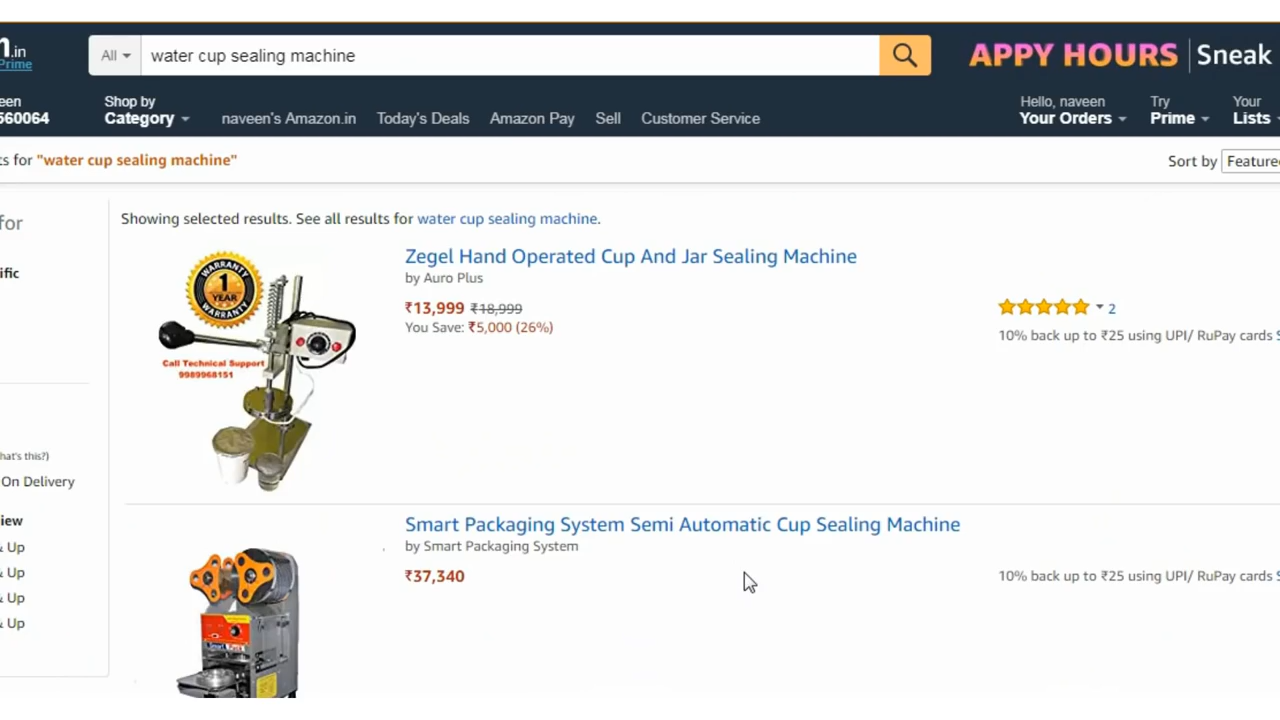 .in
Prime
All
water cup sealing machine
APPY HOURS | Sneak
een
560064
Shop by
Category
naveen's Amazon.in
Today's Deals
Amazon Pay
Sell
Customer Service
Hello, naveen
Your Orders
Try
Prime
Your
Lists
ts for "water cup sealing machine"
Sort by Feature
for
ific
hat's this?)
On Delivery
iew
& Up
& Up
& Up
& Up
Showing selected results. See all results for water cup sealing machine.
WARRANTY
1
YEAR
WARRANTY
Call Technical Support
9989968151
Zegel Hand Operated Cup And Jar Sealing Machine
by Auro Plus
₹13,999 ₹18,999
You Save: ₹5,000 (26%)
2
10% back up to ₹25 using UPI/ RuPay cards S
Smart Packaging System Semi Automatic Cup Sealing Machine
by Smart Packaging System
₹37,340
10% back up to ₹25 using UPI/ RuPay cards S